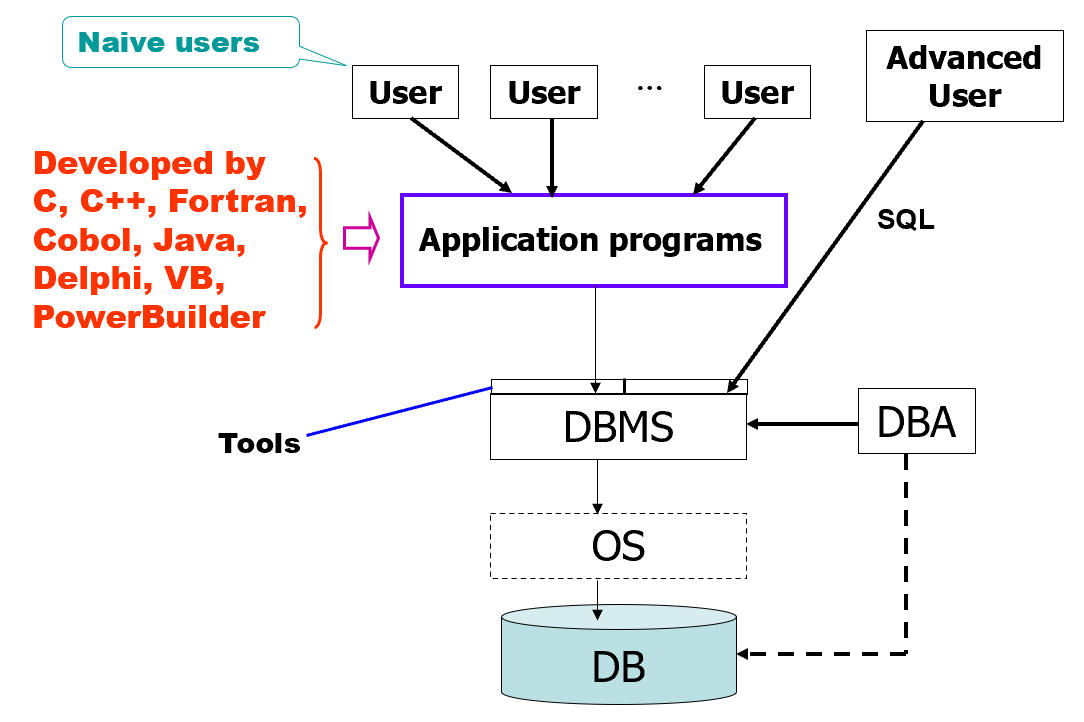 Naive users
User
User
...
User
Advanced
User
Developed by
C, C++, Fortran,
Cobol, Java,
Delphi, VB,
PowerBuilder
Application programs
SQL
Tools
DBMS
DBA
OS
DB